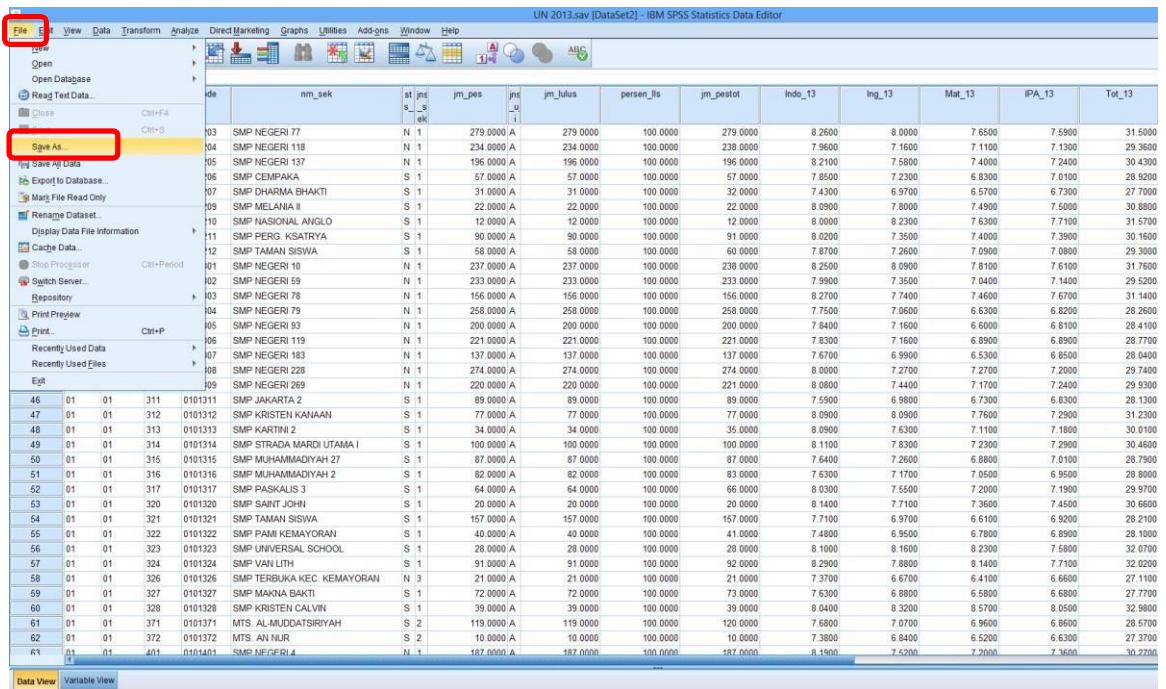 UN 2013.sav [DataSet2] - IBM SPSS Statistics Data Editor
File Edit View Data Transform Analyze Direct Marketing Graphs Utilities Add-ons Window Help
New
Open
Open Database
Read Text Data...
Close Ctrl+F4
Save Ctrl+S
Save As...
Save All Data
Export to Database...
Mark File Read Only
Rename Dataset...
Display Data File Information
Cache Data...
Stop Processor Ctrl+Period
Switch Server...
Repository
Print Preview
Print... Ctrl+P
Recently Used Data
Recently Used Files
Exit
nm_sek sts_ jns_sek jm_pes jns_ui jm_lulus persen_lls jm_pestot Indo_13 Ing_13 Mat_13 IPA_13 Tot_13
SMP NEGERI 77 N 1 279.0000 A 279.0000 100.0000 279.0000 8.2600 8.0000 7.6500 7.5900 31.5000
SMP NEGERI 118 N 1 234.0000 A 234.0000 100.0000 238.0000 7.9600 7.1600 7.1100 7.1300 29.3600
SMP NEGERI 137 N 1 196.0000 A 196.0000 100.0000 196.0000 8.2100 7.5800 7.4000 7.2400 30.4300
SMP CEMPAKA S 1 57.0000 A 57.0000 100.0000 57.0000 7.8500 7.2300 6.8300 7.0100 28.9200
SMP DHARMA BHAKTI S 1 31.0000 A 31.0000 100.0000 32.0000 7.4300 6.9700 6.5700 6.7300 27.7000
SMP MELANIA II S 1 22.0000 A 22.0000 100.0000 22.0000 8.0900 7.8000 7.4900 7.5000 30.8800
SMP NASIONAL ANGLO S 1 12.0000 A 12.0000 100.0000 12.0000 8.0000 8.2300 7.6300 7.7100 31.5700
SMP PERG. KSATRYA S 1 90.0000 A 90.0000 100.0000 91.0000 8.0200 7.3500 7.4000 7.3900 30.1600
SMP TAMAN SISWA S 1 58.0000 A 58.0000 100.0000 60.0000 7.8700 7.2600 7.0900 7.0800 29.3000
SMP NEGERI 10 N 1 237.0000 A 237.0000 100.0000 238.0000 8.2500 8.0900 7.8100 7.6100 31.7600
SMP NEGERI 59 N 1 233.0000 A 233.0000 100.0000 233.0000 7.9900 7.3500 7.0400 7.1400 29.5200
SMP NEGERI 78 N 1 156.0000 A 156.0000 100.0000 156.0000 8.2700 7.7400 7.4600 7.6700 31.1400
SMP NEGERI 79 N 1 258.0000 A 258.0000 100.0000 258.0000 7.7500 7.0600 6.6300 6.8200 28.2600
SMP NEGERI 93 N 1 200.0000 A 200.0000 100.0000 200.0000 7.8400 7.1600 6.6000 6.8100 28.4100
SMP NEGERI 119 N 1 221.0000 A 221.0000 100.0000 221.0000 7.8300 7.1600 6.8900 6.8900 28.7700
SMP NEGERI 183 N 1 137.0000 A 137.0000 100.0000 137.0000 7.6700 6.9900 6.5300 6.8500 28.0400
SMP NEGERI 228 N 1 274.0000 A 274.0000 100.0000 274.0000 8.0000 7.2700 7.2700 7.2000 29.7400
SMP NEGERI 269 N 1 220.0000 A 220.0000 100.0000 221.0000 8.0800 7.4400 7.1700 7.2400 29.9300
46 01 01 311 0101311 SMP JAKARTA 2 S 1 89.0000 A 89.0000 100.0000 89.0000 7.5900 6.9800 6.7300 6.8300 28.1300
47 01 01 312 0101312 SMP KRISTEN KANAAN S 1 77.0000 A 77.0000 100.0000 77.0000 8.0900 8.0900 7.7600 7.2900 31.2300
48 01 01 313 0101313 SMP KARTINI 2 S 1 34.0000 A 34.0000 100.0000 35.0000 8.0900 7.6300 7.1100 7.1800 30.0100
49 01 01 314 0101314 SMP STRADA MARDI UTAMA I S 1 100.0000 A 100.0000 100.0000 100.0000 8.1100 7.8300 7.2300 7.2900 30.4600
50 01 01 315 0101315 SMP MUHAMMADIYAH 27 S 1 87.0000 A 87.0000 100.0000 87.0000 7.6400 7.2600 6.8800 7.0100 28.7900
51 01 01 316 0101316 SMP MUHAMMADIYAH 2 S 1 82.0000 A 82.0000 100.0000 83.0000 7.6300 7.1700 7.0500 6.9500 28.8000
52 01 01 317 0101317 SMP PASKALIS 3 S 1 64.0000 A 64.0000 100.0000 66.0000 8.0300 7.5500 7.2000 7.1900 29.9700
53 01 01 320 0101320 SMP SAINT JOHN S 1 20.0000 A 20.0000 100.0000 20.0000 8.1400 7.7100 7.3600 7.4500 30.6600
54 01 01 321 0101321 SMP TAMAN SISWA S 1 157.0000 A 157.0000 100.0000 157.0000 7.7100 6.9700 6.6100 6.9200 28.2100
55 01 01 322 0101322 SMP PAMI KEMAYORAN S 1 40.0000 A 40.0000 100.0000 41.0000 7.4800 6.9500 6.7800 6.8900 28.1000
56 01 01 323 0101323 SMP UNIVERSAL SCHOOL S 1 28.0000 A 28.0000 100.0000 28.0000 8.1000 8.1600 8.2300 7.5800 32.0700
57 01 01 324 0101324 SMP VAN LITH S 1 91.0000 A 91.0000 100.0000 92.0000 8.2900 7.8800 8.1400 7.7100 32.0200
58 01 01 326 0101326 SMP TERBUKA KEC. KEMAYORAN N 3 21.0000 A 21.0000 100.0000 21.0000 7.3700 6.6700 6.4100 6.6600 27.1100
59 01 01 327 0101327 SMP MAKNA BAKTI S 1 72.0000 A 72.0000 100.0000 73.0000 7.6300 6.8800 6.5800 6.6800 27.7700
60 01 01 328 0101328 SMP KRISTEN CALVIN S 1 39.0000 A 39.0000 100.0000 39.0000 8.0400 8.3200 8.5700 8.0500 32.9800
61 01 01 371 0101371 MTS. AL-MUDDATSIRIYAH S 2 119.0000 A 119.0000 100.0000 120.0000 7.6800 7.0700 6.9600 6.8600 28.5700
62 01 01 372 0101372 MTS. AN NUR S 2 10.0000 A 10.0000 100.0000 10.0000 7.3800 6.8400 6.5200 6.6300 27.3700
63 01 01 401 0101401 SMP NEGERI 4 N 1 187.0000 A 187.0000 100.0000 187.0000 8.1900 7.5200 7.2000 7.3600 30.2700
Data View Variable View